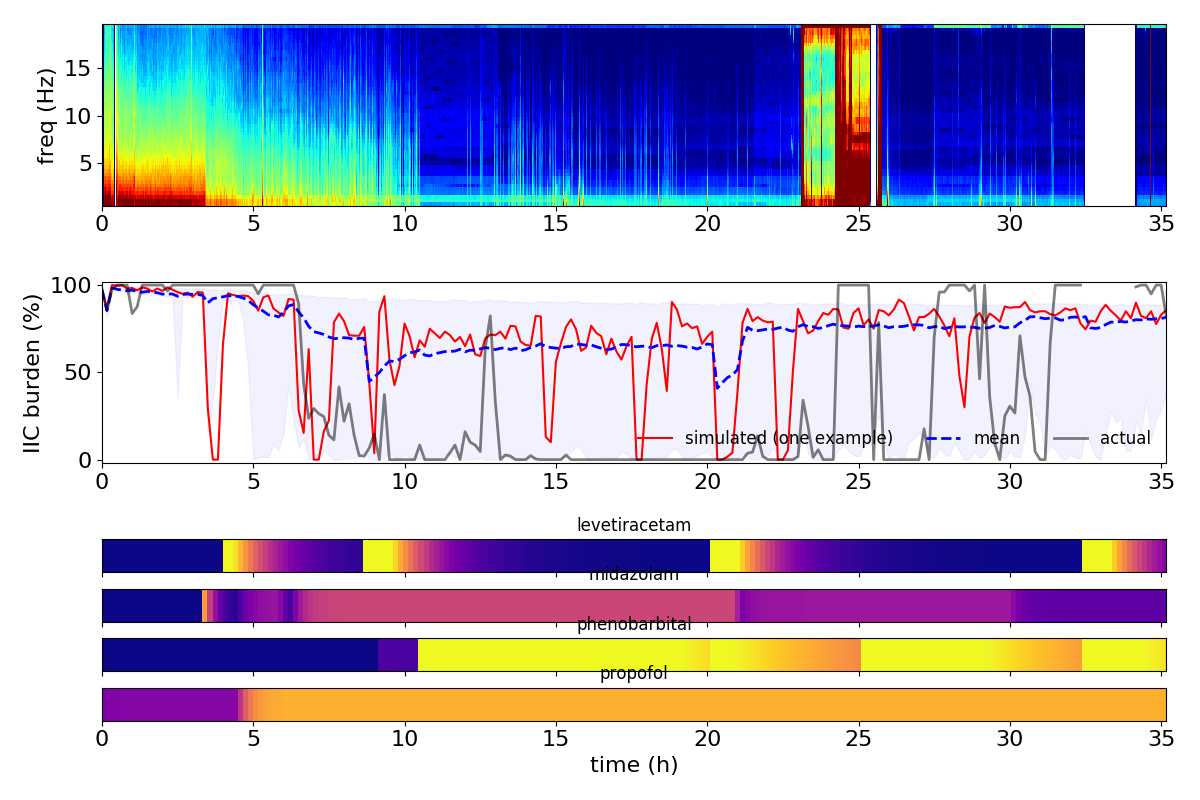 freq (Hz)
15
10
5
0 5 10 15 20 25 30 35
IIC burden (%)
100
50
0
simulated (one example) mean actual
0 5 10 15 20 25 30 35
levetiracetam
midazolam
phenobarbital
propofol
0 5 10 15 20 25 30 35
time (h)